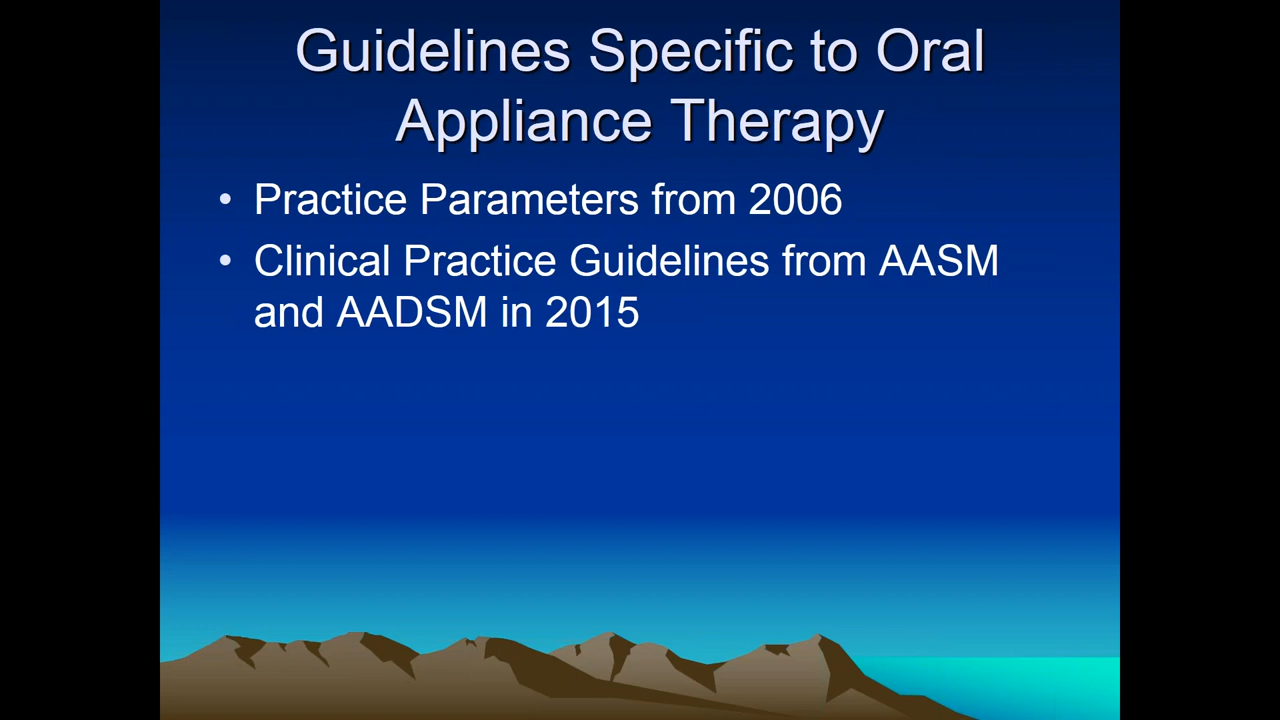 Guidelines Specific to Oral
Appliance Therapy
• Practice Parameters from 2006
• Clinical Practice Guidelines from AASM
and AADSM in 2015